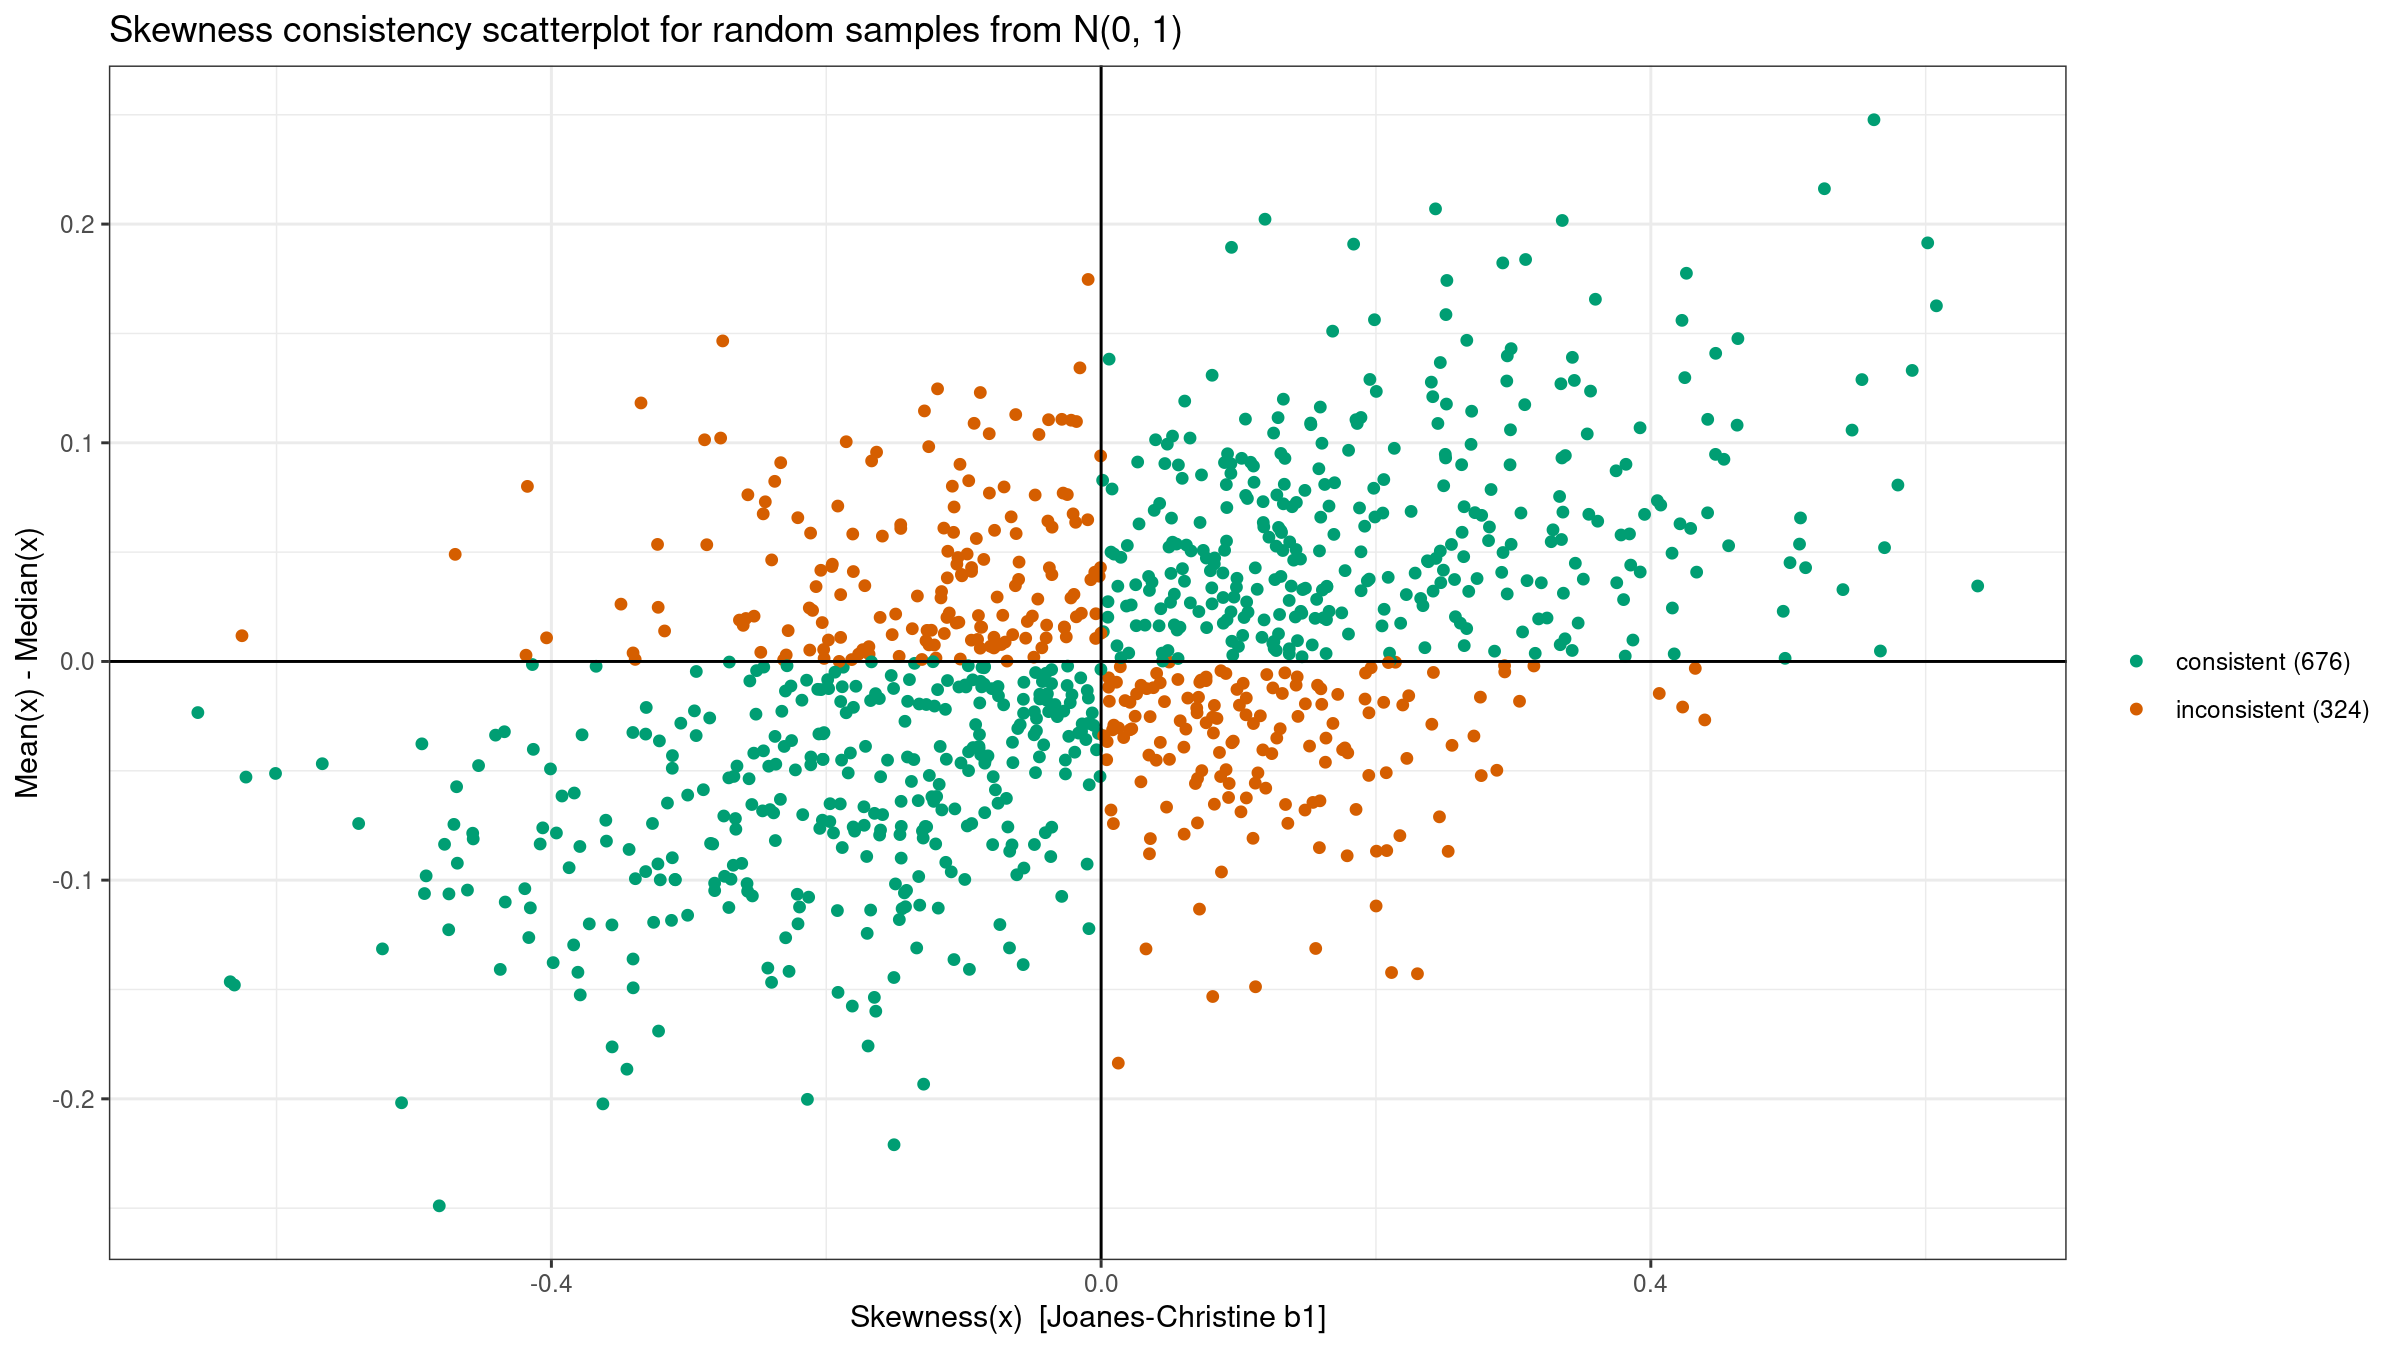 Skewness consistency scatterplot for random samples from N(0, 1)
Mean(x) - Median(x)
0.2
0.1
0.0
-0.1
-0.2
-0.4
0.0
0.4
Skewness(x) [Joanes-Christine b1]
consistent (676)
inconsistent (324)